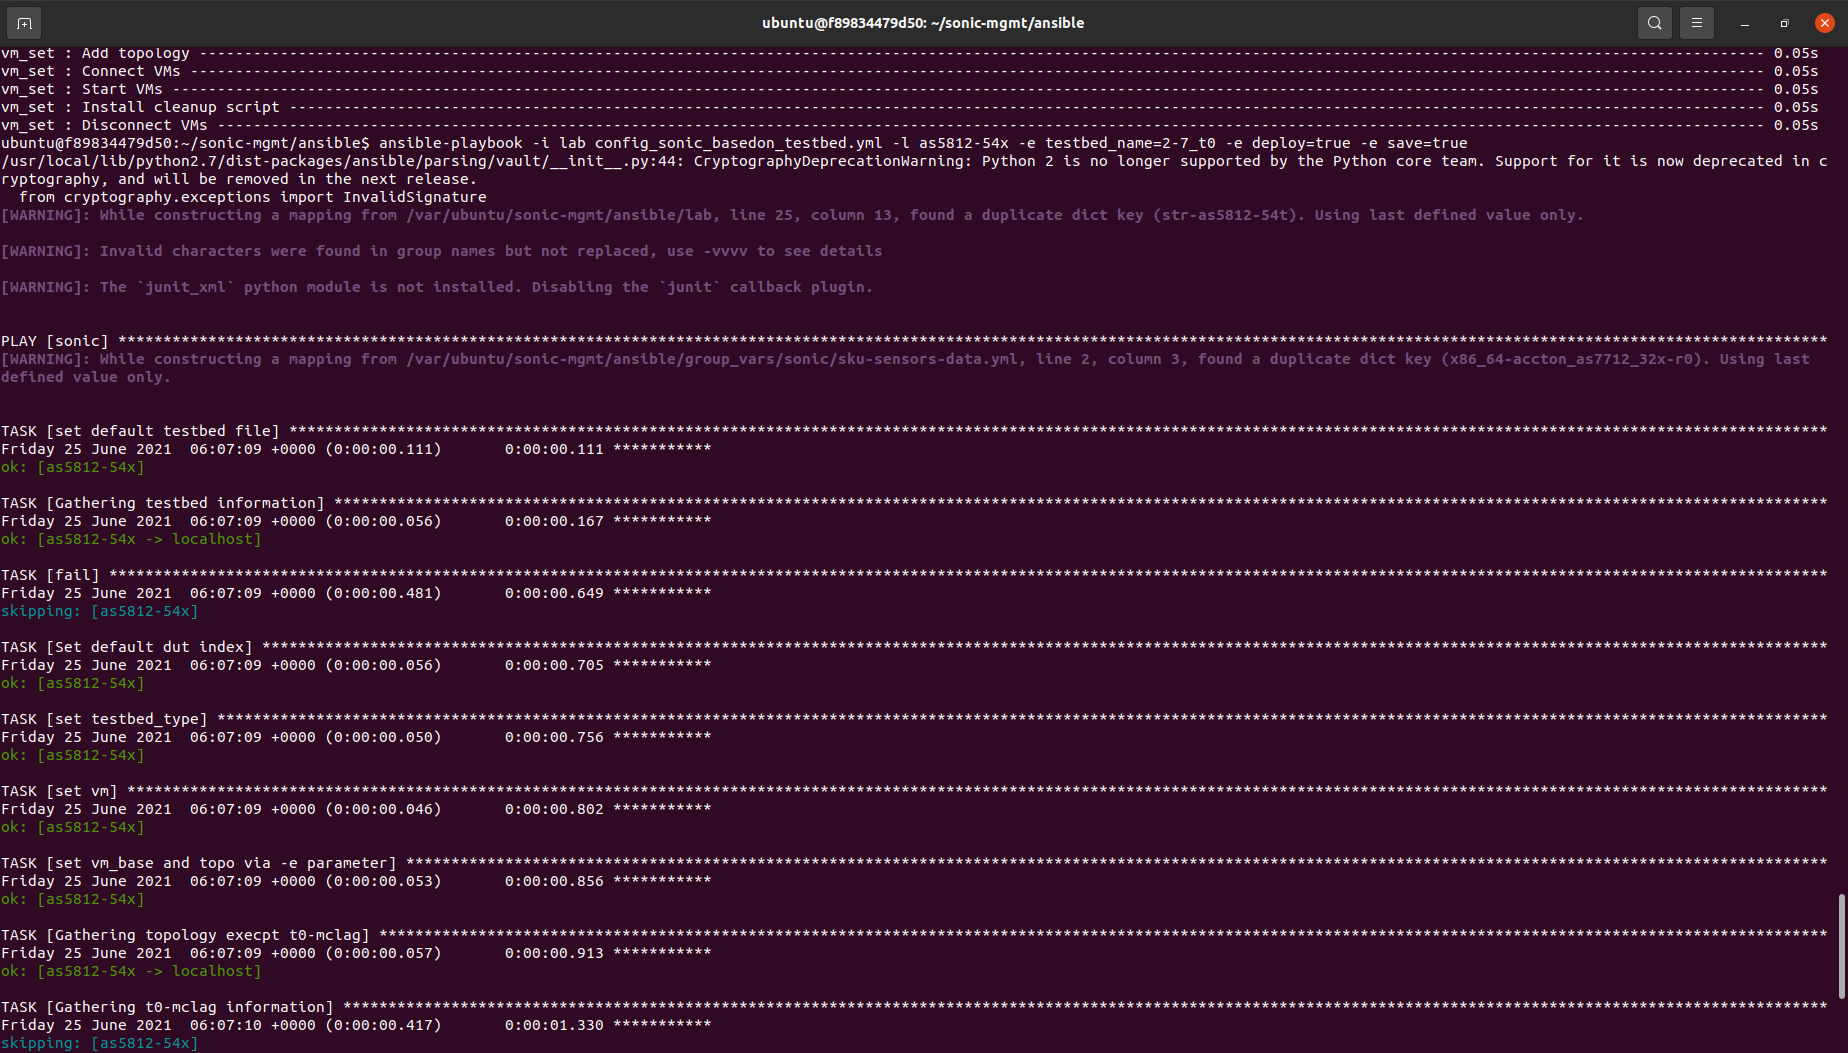 ubuntu@f89834479d50: ~/sonic-mgmt/ansible
vm_set : Add topology ------------------------------------------------------------ 0.05s
vm_set : Connect VMs ------------------------------------------------------------ 0.05s
vm_set : Start VMs ------------------------------------------------------------ 0.05s
vm_set : Install cleanup script ------------------------------------------------------------ 0.05s
vm_set : Disconnect VMs ------------------------------------------------------------ 0.05s
ubuntu@f89834479d50:~/sonic-mgmt/ansible$ ansible-playbook -i lab config_sonic_basedon_testbed.yml -l as5812-54x -e testbed_name=2-7_t0 -e deploy=true -e save=true
/usr/local/lib/python2.7/dist-packages/ansible/parsing/vault/__init__.py:44: CryptographyDeprecationWarning: Python 2 is no longer supported by the Python core team. Support for it is now deprecated in c
ryptography, and will be removed in the next release.
  from cryptography.exceptions import InvalidSignature
[WARNING]: While constructing a mapping from /var/ubuntu/sonic-mgmt/ansible/lab, line 25, column 13, found a duplicate dict key (str-as5812-54t). Using last defined value only.
[WARNING]: Invalid characters were found in group names but not replaced, use -vvvv to see details
[WARNING]: The `junit_xml` python module is not installed. Disabling the `junit` callback plugin.
PLAY [sonic] ************************************************************
[WARNING]: While constructing a mapping from /var/ubuntu/sonic-mgmt/ansible/group_vars/sonic/sku-sensors-data.yml, line 2, column 3, found a duplicate dict key (x86_64-accton_as7712_32x-r0). Using last
defined value only.
TASK [set default testbed file] ************************************************************
Friday 25 June 2021  06:07:09 +0000 (0:00:00.111)       0:00:00.111 ***********
ok: [as5812-54x]
TASK [Gathering testbed information] ************************************************************
Friday 25 June 2021  06:07:09 +0000 (0:00:00.056)       0:00:00.167 ***********
ok: [as5812-54x -> localhost]
TASK [fail] ************************************************************
Friday 25 June 2021  06:07:09 +0000 (0:00:00.481)       0:00:00.649 ***********
skipping: [as5812-54x]
TASK [Set default dut index] ************************************************************
Friday 25 June 2021  06:07:09 +0000 (0:00:00.056)       0:00:00.705 ***********
ok: [as5812-54x]
TASK [set testbed_type] ************************************************************
Friday 25 June 2021  06:07:09 +0000 (0:00:00.050)       0:00:00.756 ***********
ok: [as5812-54x]
TASK [set vm] ************************************************************
Friday 25 June 2021  06:07:09 +0000 (0:00:00.046)       0:00:00.802 ***********
ok: [as5812-54x]
TASK [set vm_base and topo via -e parameter] ************************************************************
Friday 25 June 2021  06:07:09 +0000 (0:00:00.053)       0:00:00.856 ***********
ok: [as5812-54x]
TASK [Gathering topology execpt t0-mclag] ************************************************************
Friday 25 June 2021  06:07:09 +0000 (0:00:00.057)       0:00:00.913 ***********
ok: [as5812-54x -> localhost]
TASK [Gathering t0-mclag information] ************************************************************
Friday 25 June 2021  06:07:10 +0000 (0:00:00.417)       0:00:01.330 ***********
skipping: [as5812-54x]